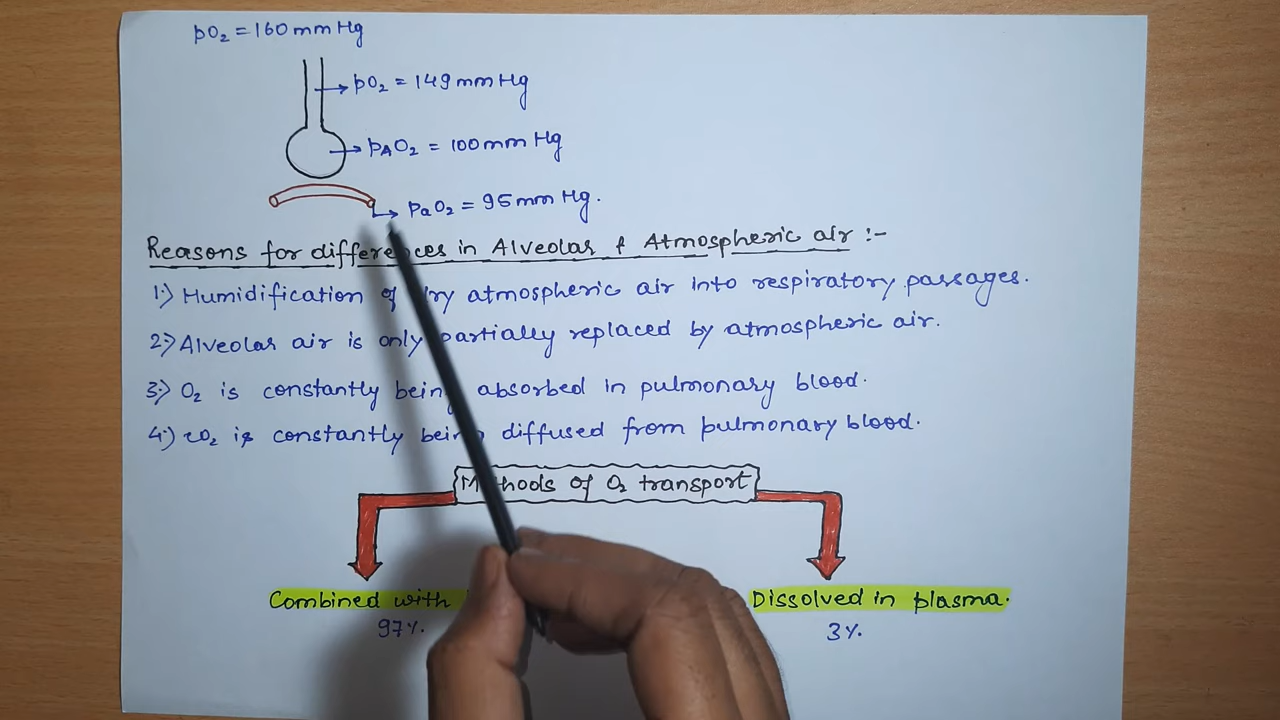 pO₂ = 160 mm Hg
pO₂ = 149 mm Hg
PAO₂ = 100 mm Hg
PaO₂ = 95 mm Hg.
Reasons for differences in Alveolar & Atmospheric air :-
1:) Humidification of dry atmospheric air into respiratory passages.
2:) Alveolar air is only partially replaced by atmospheric air.
3:) O₂ is constantly being absorbed in pulmonary blood.
4:) CO₂ is constantly being diffused from pulmonary blood.
Methods of O₂ transport
Combined with
Dissolved in plasma.
97%.
3%.